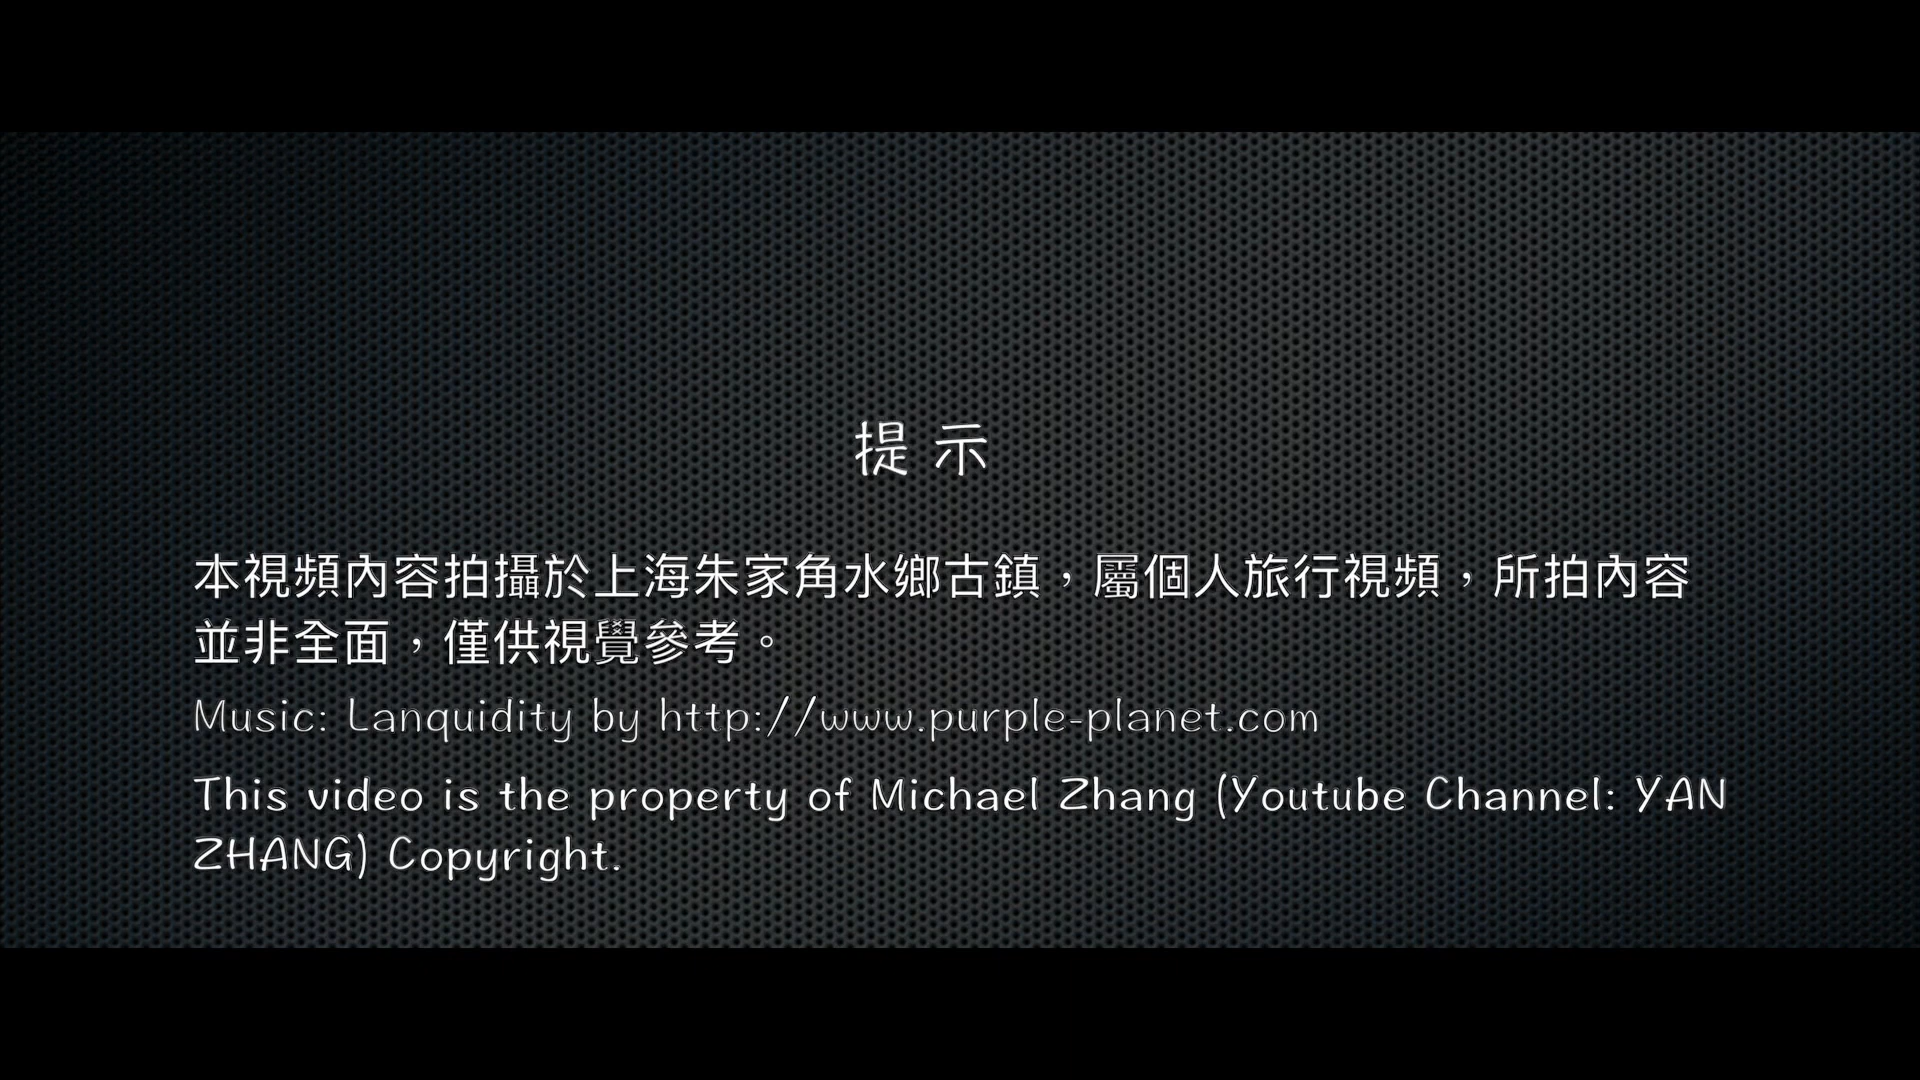 提示
本視頻內容拍攝於上海朱家角水鄉古鎮，屬個人旅行視頻，所拍內容
並非全面，僅供視覺參考。
Music: Lanquidity by http://www.purple-planet.com
This video is the property of Michael Zhang (Youtube Channel: YAN
ZHANG) Copyright.